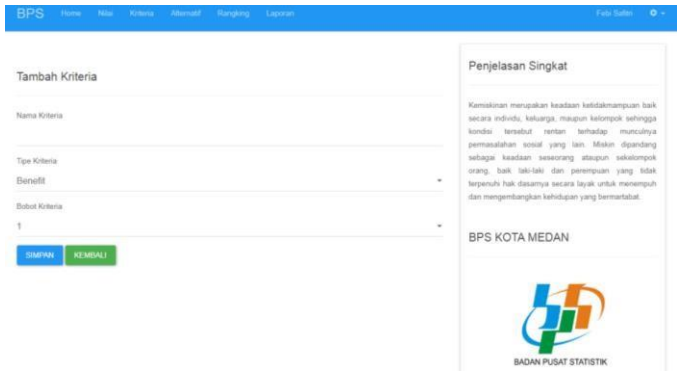 BPS Home Nilai Kriteria Alternatif Rangking Laporan
Tambah Kriteria
Nama Kriteria
Tipe Kriteria
Benefit
Bobot Kriteria
1
SIMPAN KEMBALI
Penjelasan Singkat
Kemiskinan merupakan keadaan ketidakmampuan baik
secara individu, keluarga, maupun kelompok sehingga
kondisi tersebut rentan terhadap munculnya
permasalahan sosial yang lain. Miskin dipandang
sebagai keadaan seseorang ataupun sekelompok
orang, baik laki-laki dan perempuan yang tidak
terpenuhi hak dasarnya secara layak untuk menempuh
dan mengembangkan kehidupan yang bermartabat.
BPS KOTA MEDAN
BADAN PUSAT STATISTIK